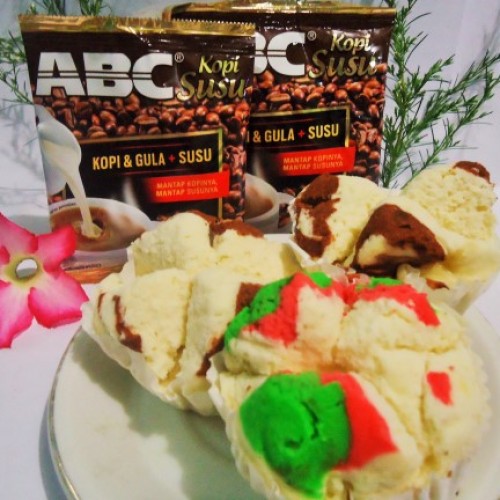 ABC®
Kopi
Susu
KOPI & GULA + SUSU
MANTAP KOPINYA,
MANTAP SUSUNYA
ABC®
Kopi
Susu
I & GULA + SUSU
MANTAP KOPINYA,
MANTAP SUSUNYA